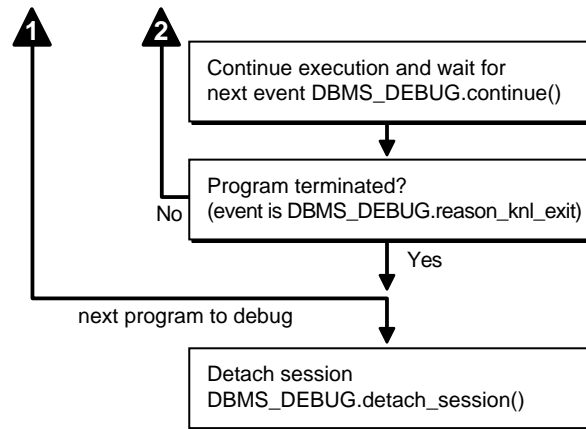 1
2
Continue execution and wait for
next event DBMS_DEBUG.continue()
Program terminated?
(event is DBMS_DEBUG.reason_knl_exit)
No
Yes
next program to debug
Detach session
DBMS_DEBUG.detach_session()